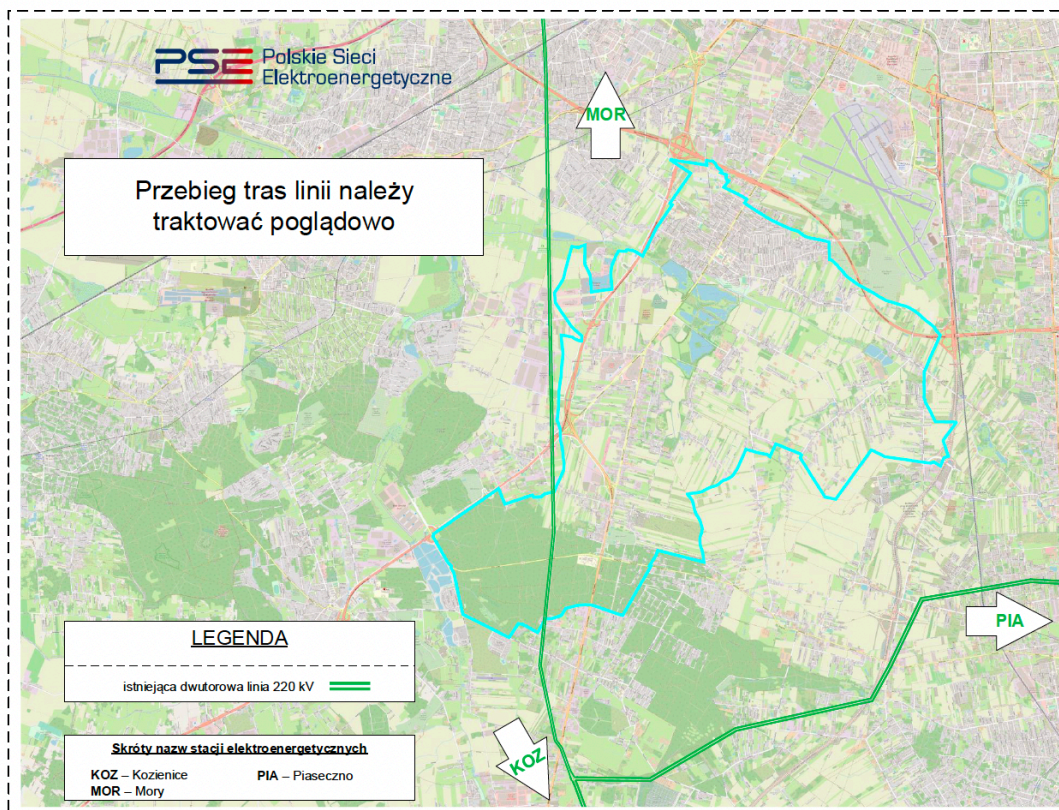 PSE Polskie Sieci
Elektroenergetyczne
MOR
Przebieg tras linii należy
traktować poglądowo
PIA
LEGENDA
istniejąca dwutorowa linia 220 kV
KOZ
Skróty nazw stacji elektroenergetycznych
KOZ – Kozienice PIA – Piaseczno
MOR – Mory